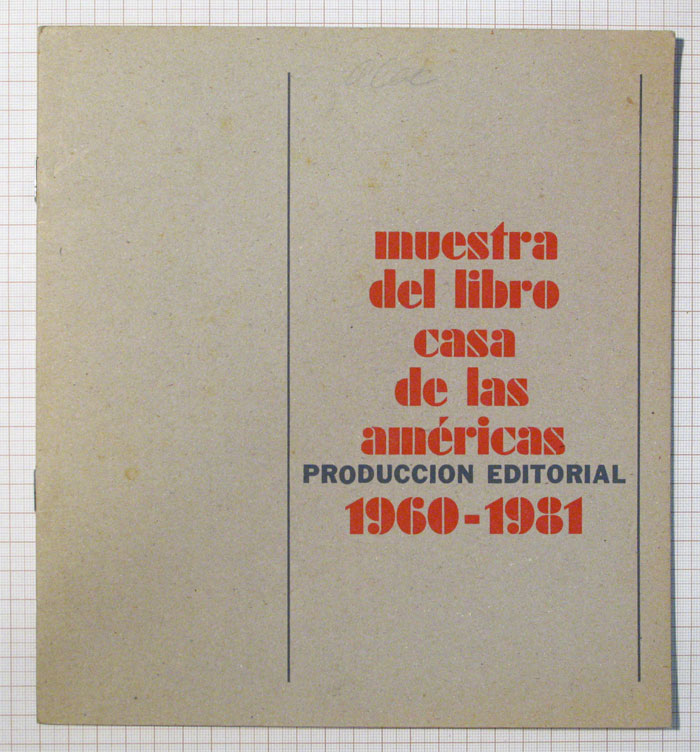 muestra
del libro
casa
de las
américas
PRODUCCION EDITORIAL
1960-1981